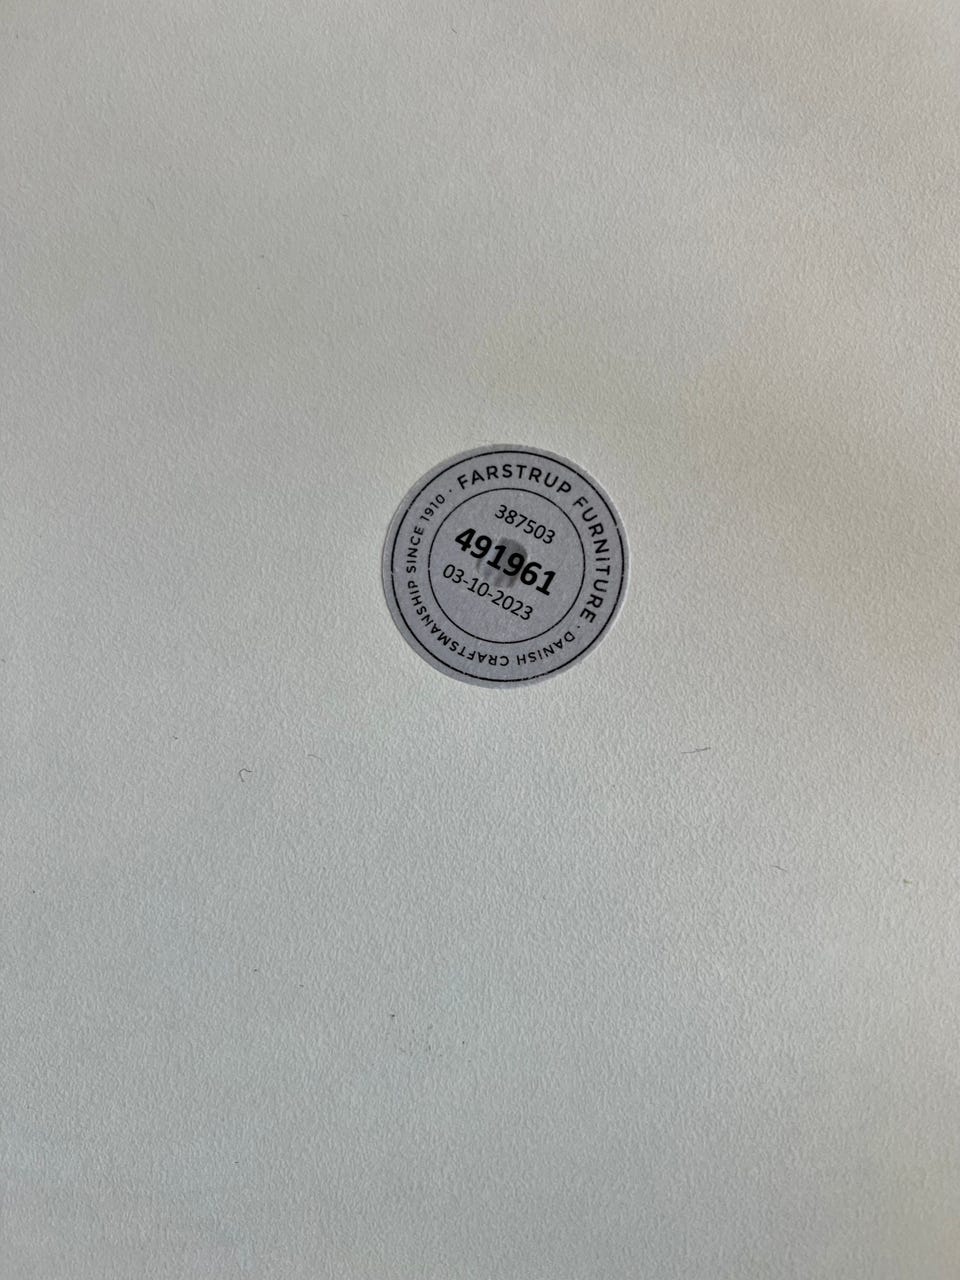 · FARSTRUP FURNiTURE · DANISH CRAFTSMANSHIP SINCE 1910
387503
491961
03-10-2023